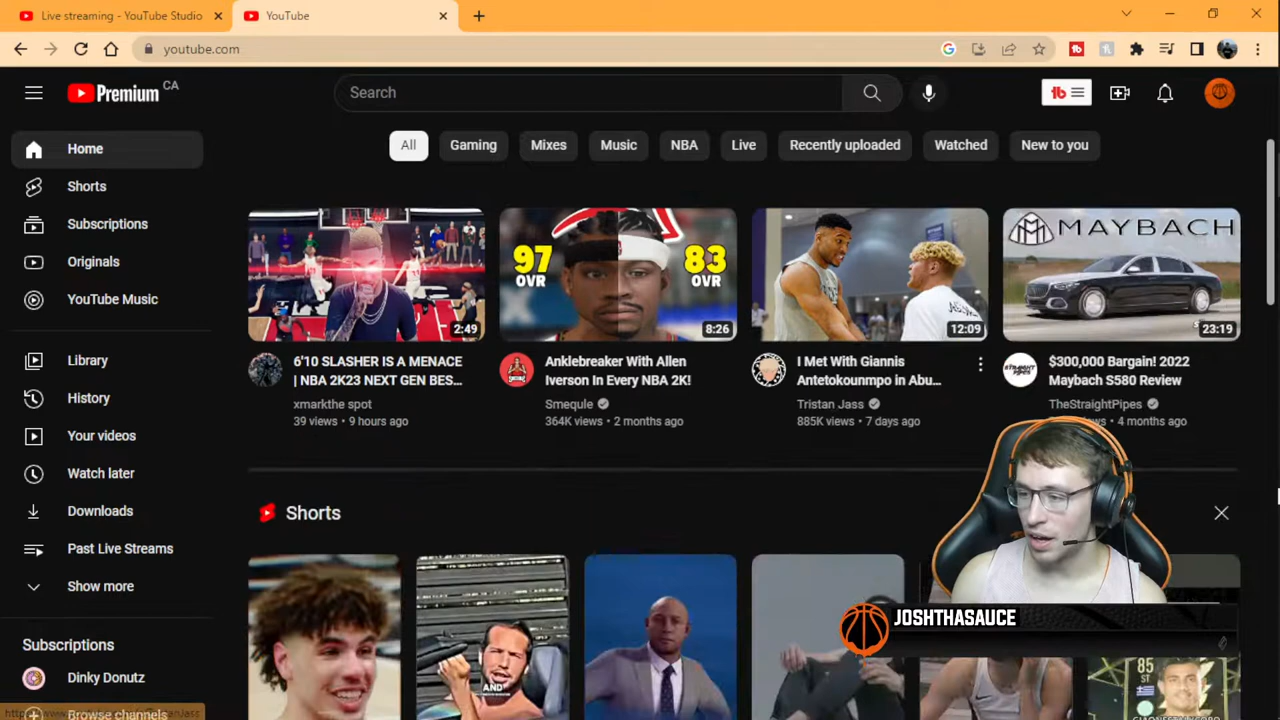 Live streaming - YouTube Studio
YouTube
youtube.com
Premium CA
Search
Home
Shorts
Subscriptions
Originals
YouTube Music
Library
History
Your videos
Watch later
Downloads
Past Live Streams
Show more
Subscriptions
Dinky Donutz
Browse channels
All
Gaming
Mixes
Music
NBA
Live
Recently uploaded
Watched
New to you
2:49
6'10 SLASHER IS A MENACE
| NBA 2K23 NEXT GEN BES...
xmarkthe spot
39 views • 9 hours ago
97
OVR
83
OVR
8:26
Anklebreaker With Allen
Iverson In Every NBA 2K!
Smequle
364K views • 2 months ago
12:09
I Met With Giannis
Antetokounmpo in Abu...
Tristan Jass
885K views • 7 days ago
MAYBACH
23:19
$300,000 Bargain! 2022
Maybach S580 Review
TheStraightPipes
views • 4 months ago
Shorts
AND
JOSHTHASAUCE
85
ST